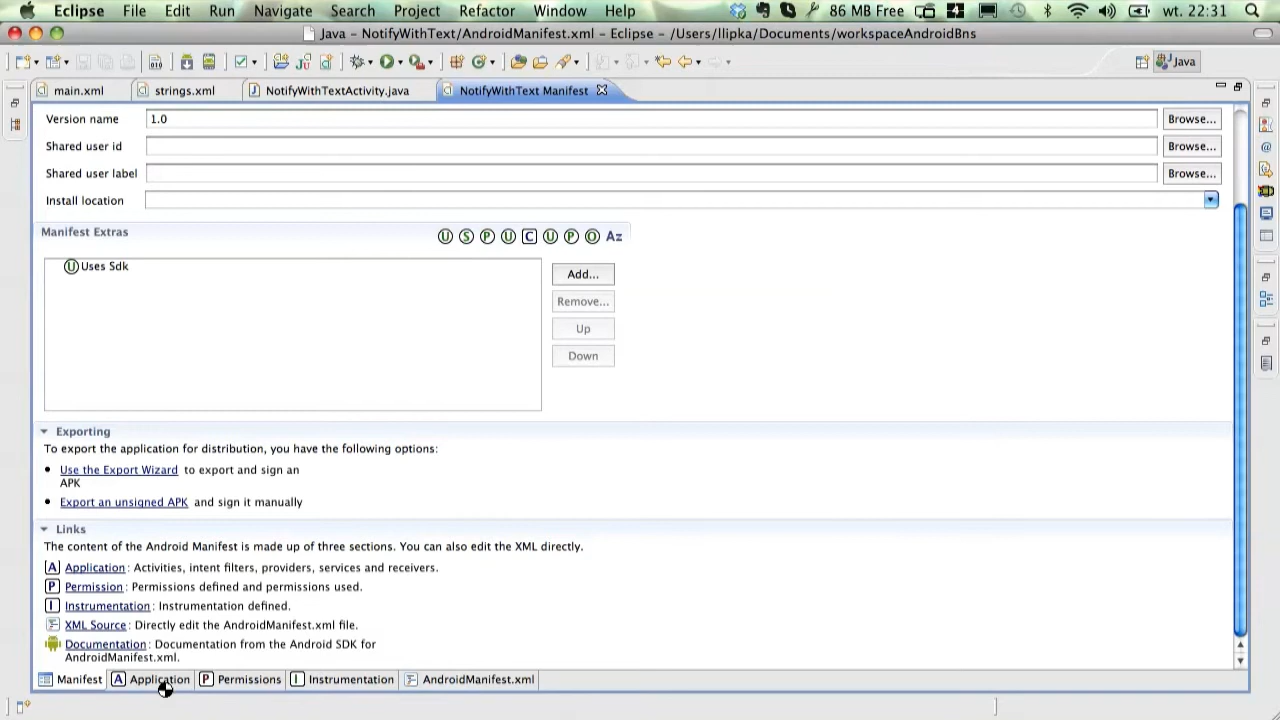 Eclipse File Edit Run Navigate Search Project Refactor Window Help 86 MB Free wt. 22:31
Java – NotifyWithText/AndroidManifest.xml – Eclipse – /Users/llipka/Documents/workspaceAndroidBns
Java
main.xml strings.xml NotifyWithTextActivity.java NotifyWithText Manifest
Version name 1.0 Browse...
Shared user id Browse...
Shared user label Browse...
Install location
Manifest Extras U S P U C U P O Az
U Uses Sdk
Add...
Remove...
Up
Down
Exporting
To export the application for distribution, you have the following options:
• Use the Export Wizard to export and sign an
APK
• Export an unsigned APK and sign it manually
Links
The content of the Android Manifest is made up of three sections. You can also edit the XML directly.
A Application: Activities, intent filters, providers, services and receivers.
P Permission: Permissions defined and permissions used.
I Instrumentation: Instrumentation defined.
XML Source: Directly edit the AndroidManifest.xml file.
Documentation: Documentation from the Android SDK for
AndroidManifest.xml.
Manifest A Application P Permissions I Instrumentation AndroidManifest.xml